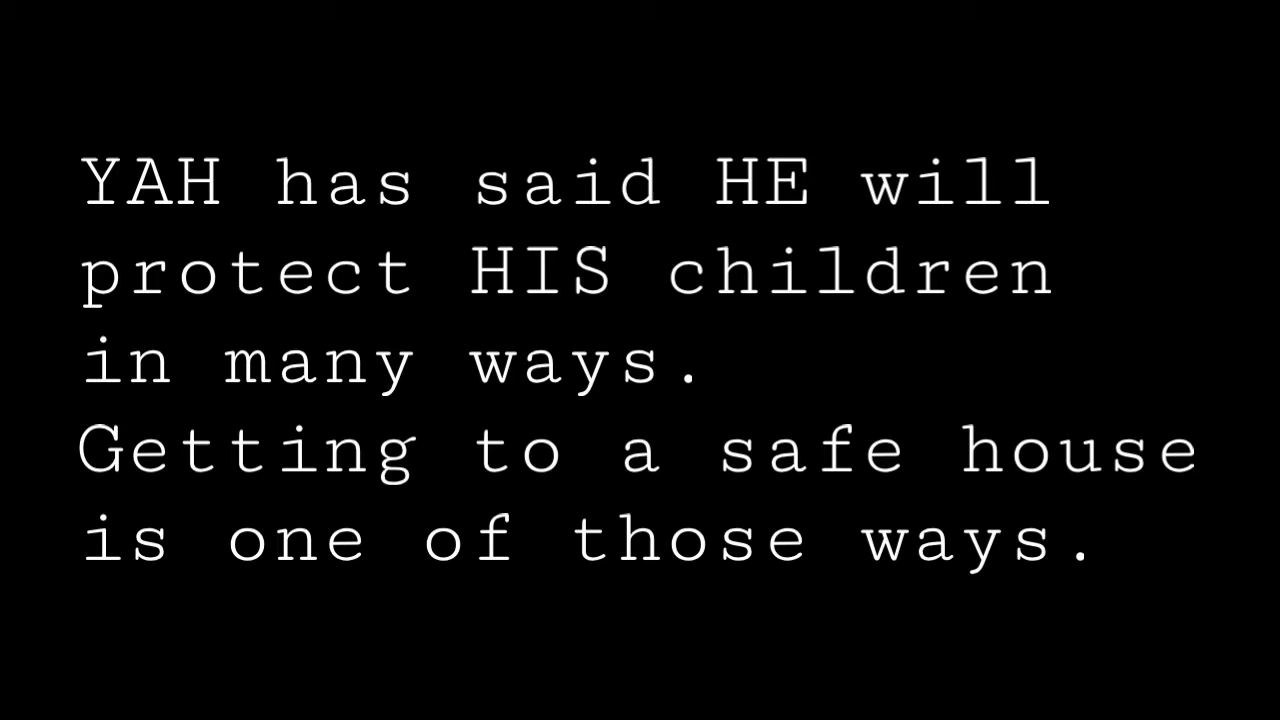 YAH has said HE will
protect HIS children
in many ways.
Getting to a safe house
is one of those ways.